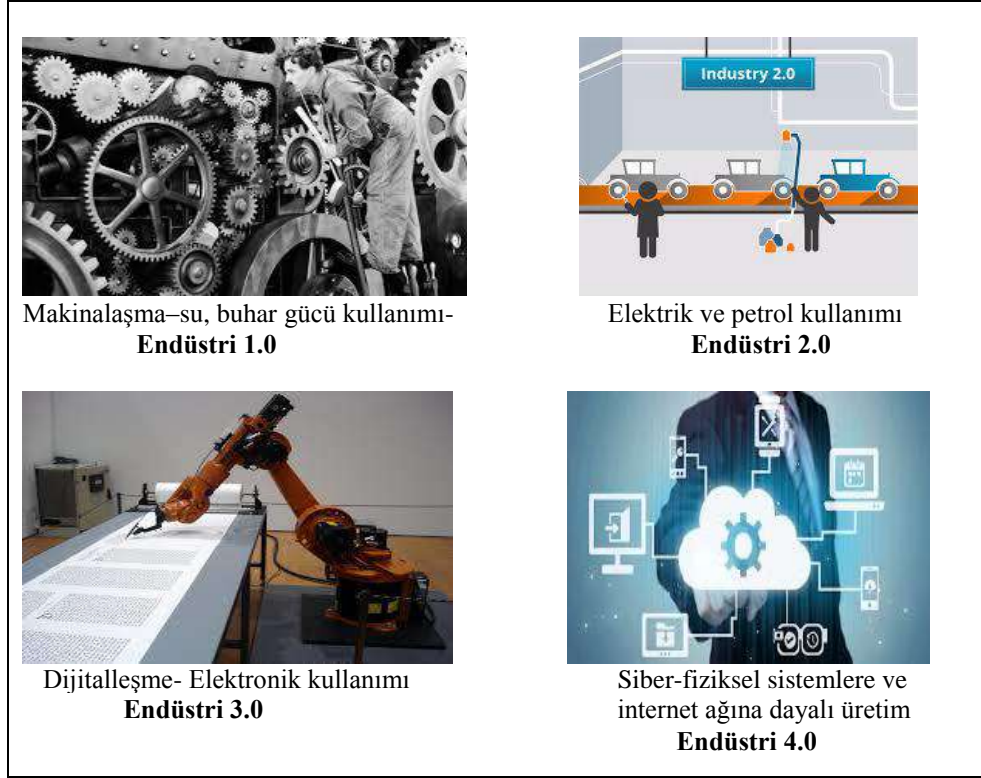 Industry 2.0
Makinalaşma–su, buhar gücü kullanımı-
Endüstri 1.0
Elektrik ve petrol kullanımı
Endüstri 2.0
Dijitalleşme- Elektronik kullanımı
Endüstri 3.0
Siber-fiziksel sistemlere ve
internet ağına dayalı üretim
Endüstri 4.0